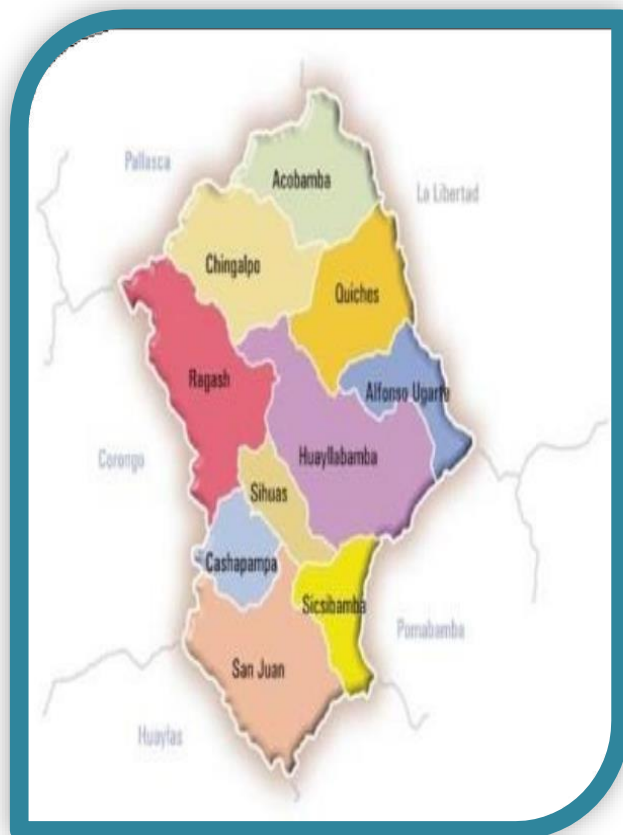 Pallasca
Acobamba
La Libertad
Chingalpo
Quiches
Ragash
Alfonso Ugarte
Corongo
Huayllabamba
Sihuas
Cashapampa
Sicsibamba
Pomabamba
San Juan
Huaylas